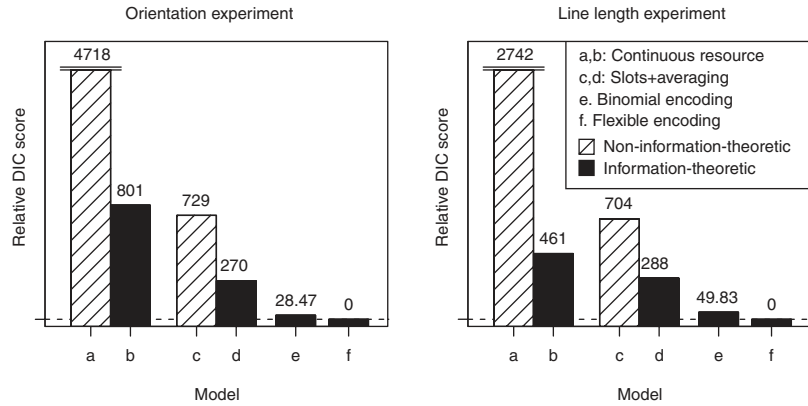 Orientation experiment
Relative DIC score
4718
801
729
270
28.47
0
a b c d e f
Model
Line length experiment
Relative DIC score
2742
461
704
288
49.83
0
a b c d e f
Model
a,b: Continuous resource
c,d: Slots+averaging
e. Binomial encoding
f. Flexible encoding
Non-information-theoretic
Information-theoretic